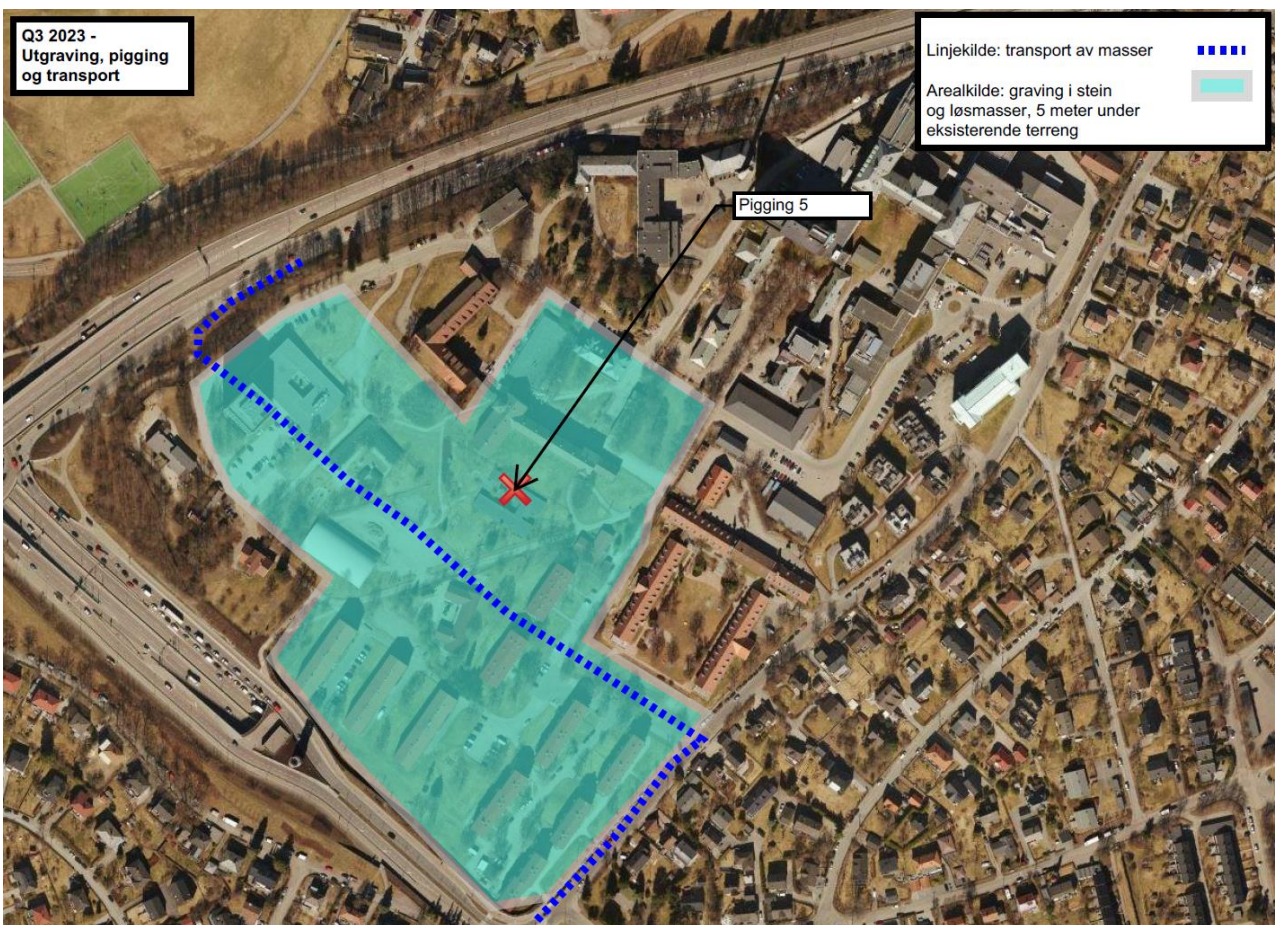 Q3 2023 -
Utgraving, pigging
og transport
Linjekilde: transport av masser
Arealkilde: graving i stein
og løsmasser, 5 meter under
eksisterende terreng
Pigging 5